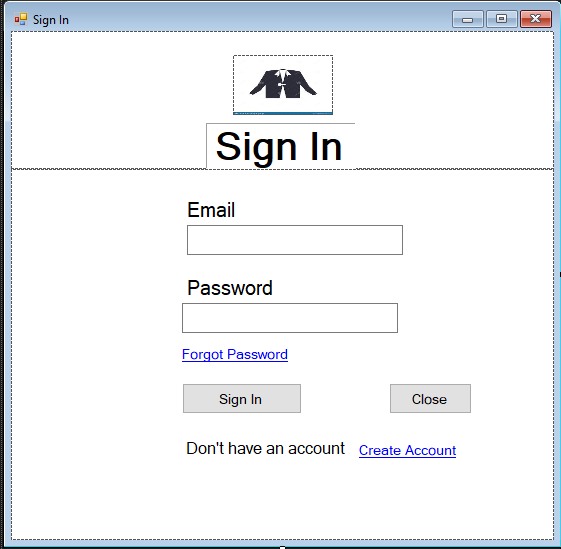 Sign In
Sign In
Email
Password
Forgot Password
Sign In Close
Don't have an account Create Account